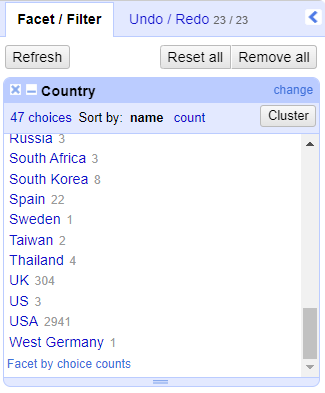 Facet / Filter Undo / Redo 23 / 23
Refresh Reset all Remove all
Country change
47 choices Sort by: name count Cluster
Russia 3
South Africa 3
South Korea 8
Spain 22
Sweden 1
Taiwan 2
Thailand 4
UK 304
US 3
USA 2941
West Germany 1
Facet by choice counts